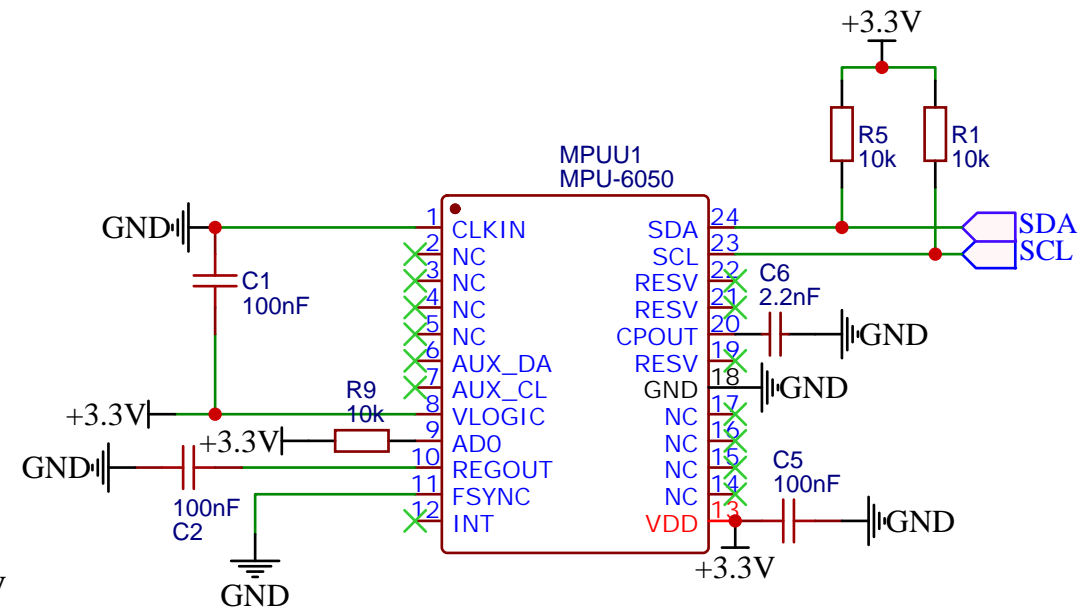 +3.3V
R5
10k
R1
10k
MPUU1
MPU-6050
GND
1
CLKIN
2
NC
3
NC
4
NC
5
NC
6
AUX_DA
7
AUX_CL
8
VLOGIC
9
AD0
10
REGOUT
11
FSYNC
12
INT
24
SDA
23
SCL
22
RESV
21
RESV
20
CPOUT
19
RESV
18
GND
17
NC
16
NC
15
NC
14
NC
13
VDD
SDA
SCL
C1
100nF
C6
2.2nF
GND
GND
R9
10k
+3.3V
+3.3V
GND
100nF
C2
C5
100nF
GND
+3.3V
GND